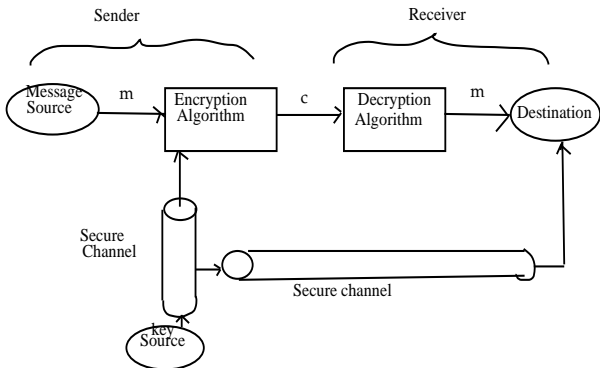 Sender
Receiver
Message
Source
m
Encryption
Algorithm
c
Decryption
Algorithm
m
Destination
Secure
Channel
Secure channel
key
Source